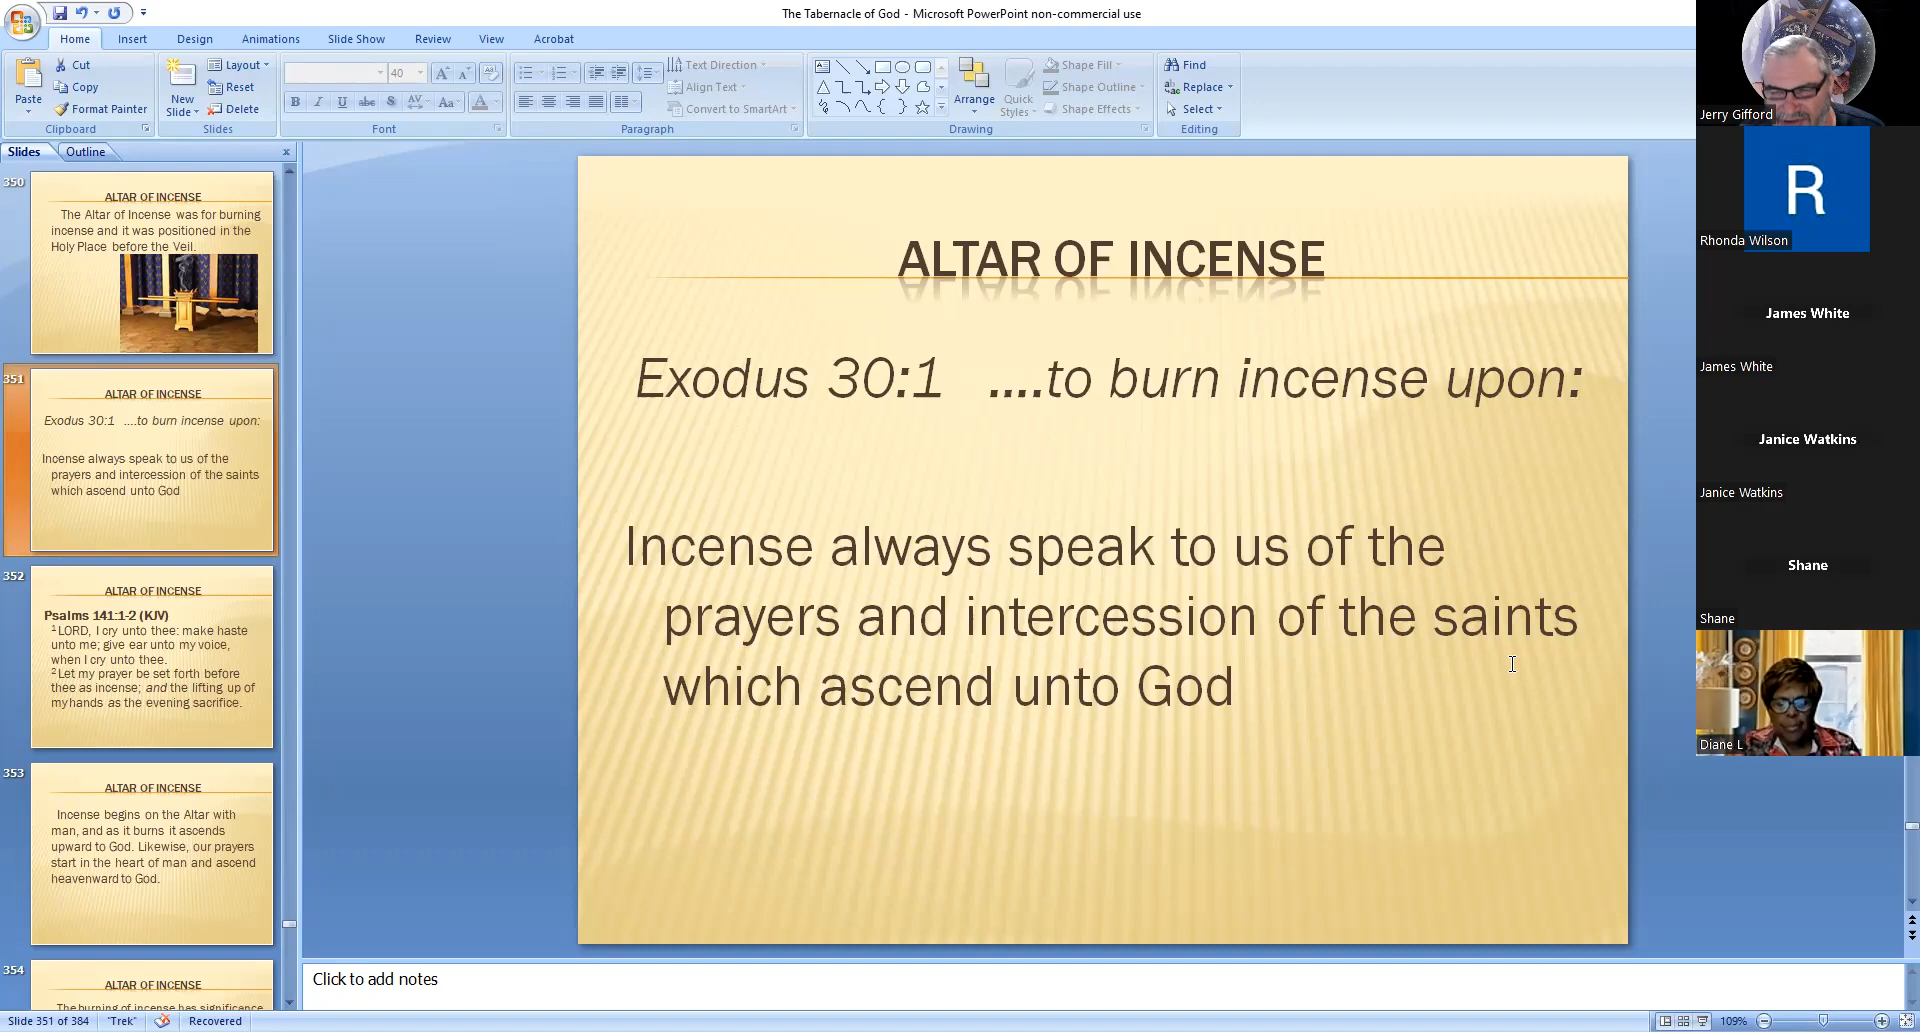 The Tabernacle of God - Microsoft PowerPoint non-commercial use
Home Insert Design Animations Slide Show Review View Acrobat
Paste
Cut
Copy
Format Painter
Clipboard
New Slide
Layout
Reset
Delete
Slides
40
B I U abc S AV Aa A
Font
Text Direction
Align Text
Convert to SmartArt
Paragraph
Arrange
Quick Styles
Shape Fill
Shape Outline
Shape Effects
Drawing
Find
Replace
Select
Editing
Slides Outline
350
ALTAR OF INCENSE
The Altar of Incense was for burning
incense and it was positioned in the
Holy Place before the Veil.
351
ALTAR OF INCENSE
Exodus 30:1 ....to burn incense upon:
Incense always speak to us of the
prayers and intercession of the saints
which ascend unto God
352
ALTAR OF INCENSE
Psalms 141:1-2 (KJV)
1 LORD, I cry unto thee: make haste
unto me; give ear unto my voice,
when I cry unto thee.
2 Let my prayer be set forth before
thee as incense; and the lifting up of
my hands as the evening sacrifice.
353
ALTAR OF INCENSE
Incense begins on the Altar with
man, and as it burns it ascends
upward to God. Likewise, our prayers
start in the heart of man and ascend
heavenward to God.
354
ALTAR OF INCENSE
The burning of incense has significance
ALTAR OF INCENSE
Exodus 30:1 ....to burn incense upon:
Incense always speak to us of the
prayers and intercession of the saints
which ascend unto God
Click to add notes
Slide 351 of 384 "Trek" Recovered
109%
Jerry Gifford
R
Rhonda Wilson
James White
James White
Janice Watkins
Janice Watkins
Shane
Shane
Diane L